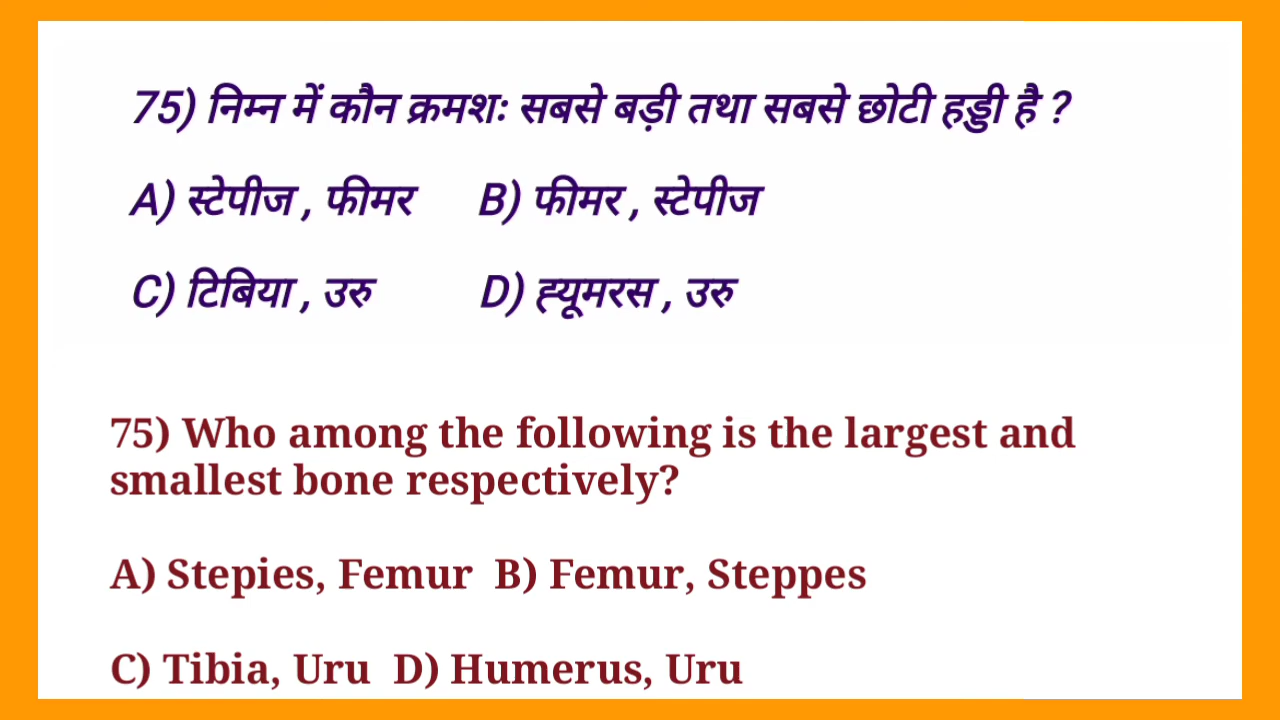 75) निम्न में कौन क्रमशः सबसे बड़ी तथा सबसे छोटी हड्डी है ?
A) स्टेपीज , फीमर B) फीमर , स्टेपीज
C) टिबिया , उरु D) ह्यूमरस , उरु
75) Who among the following is the largest and
smallest bone respectively?
A) Stepies, Femur B) Femur, Steppes
C) Tibia, Uru D) Humerus, Uru